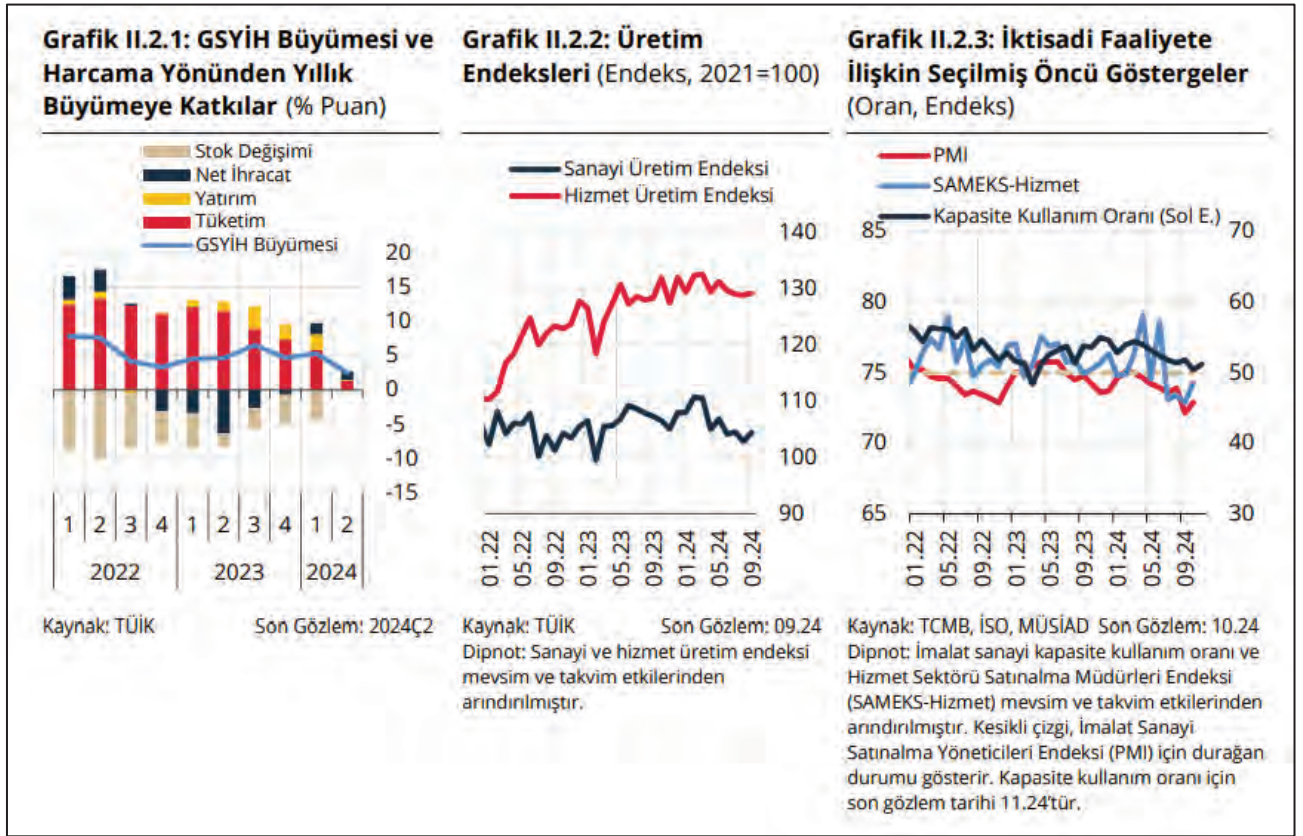 Grafik II.2.1: GSYİH Büyümesi ve
Harcama Yönünden Yıllık
Büyümeye Katkılar (% Puan)
Stok Değişimi
Net İhracat
Yatırım
Tüketim
GSYİH Büyümesi
20
15
10
5
0
-5
-10
-15
1 2 3 4 1 2 3 4 1 2
2022 2023 2024
Kaynak: TÜİK Son Gözlem: 2024Ç2
Grafik II.2.2: Üretim
Endeksleri (Endeks, 2021=100)
Sanayi Üretim Endeksi
Hizmet Üretim Endeksi
140
130
120
110
100
90
01.22 05.22 09.22 01.23 05.23 09.23 01.24 05.24 09.24
Kaynak: TÜİK Son Gözlem: 09.24
Dipnot: Sanayi ve hizmet üretim endeksi
mevsim ve takvim etkilerinden
arındırılmıştır.
Grafik II.2.3: İktisadi Faaliyete
İlişkin Seçilmiş Öncü Göstergeler
(Oran, Endeks)
PMI
SAMEKS-Hizmet
Kapasite Kullanım Oranı (Sol E.)
85 70
80 60
75 50
70 40
65 30
01.22 05.22 09.22 01.23 05.23 09.23 01.24 05.24 09.24
Kaynak: TCMB, İSO, MÜSİAD Son Gözlem: 10.24
Dipnot: İmalat sanayi kapasite kullanım oranı ve
Hizmet Sektörü Satınalma Müdürleri Endeksi
(SAMEKS-Hizmet) mevsim ve takvim etkilerinden
arındırılmıştır. Kesikli çizgi, İmalat Sanayi
Satınalma Yöneticileri Endeksi (PMI) için durağan
durumu gösterir. Kapasite kullanım oranı için
son gözlem tarihi 11.24'tür.